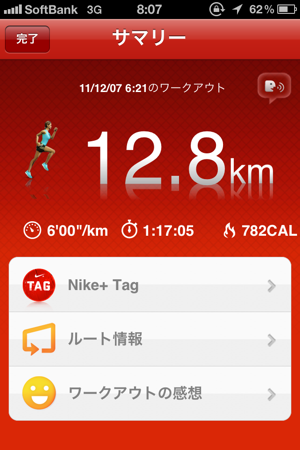 SoftBank 3G 8:07 62%
完了 サマリー
11/12/07 6:21のワークアウト
12.8km
6'00"/km 1:17:05 782CAL
TAG Nike+ Tag
ルート情報
ワークアウトの感想